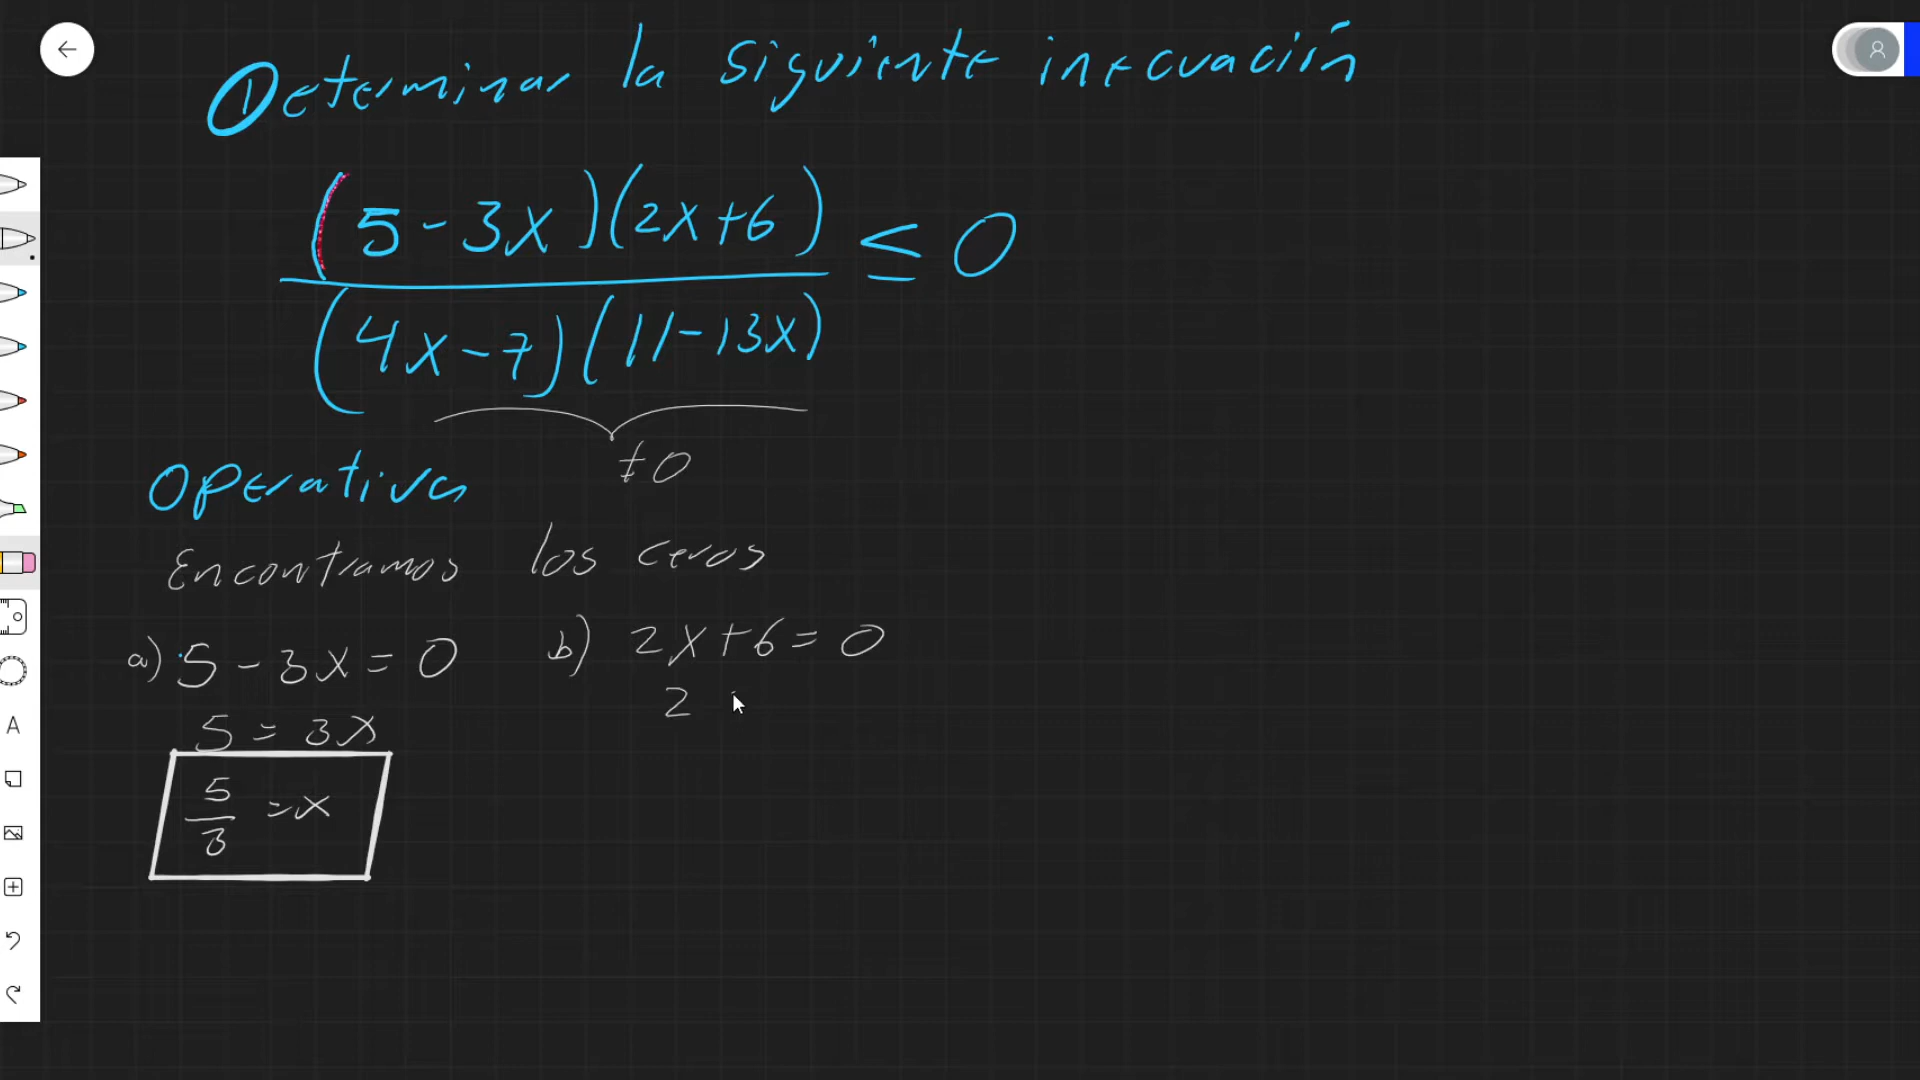 Determinar la siguiente inecuación
(5-3x)(2x+6)
≤ 0
(4x-7)(11-13x)
≠0
Operativa
Encontramos los ceros
a) 5-3x=0
b) 2x+6=0
5=3x
2
5/3 =x
A